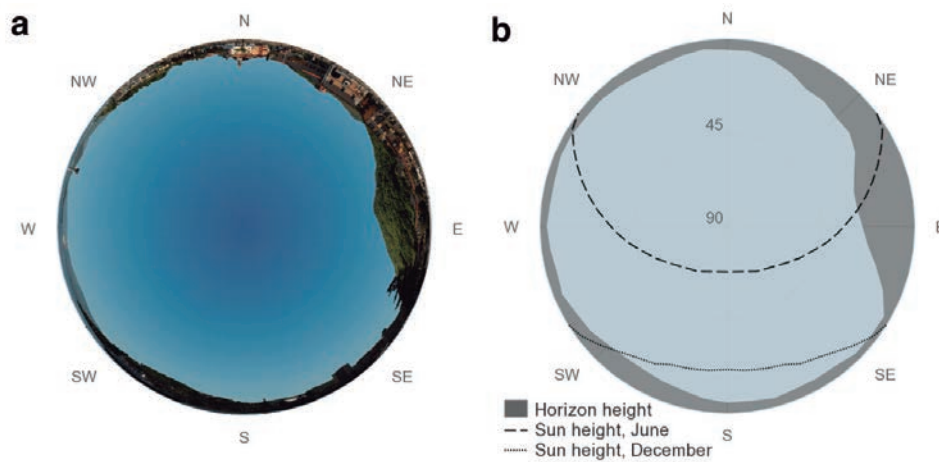 a
N
NW
NE
W
E
SW
SE
S
b
N
NW
NE
45
90
W
E
SW
SE
S
Horizon height
Sun height, June
Sun height, December